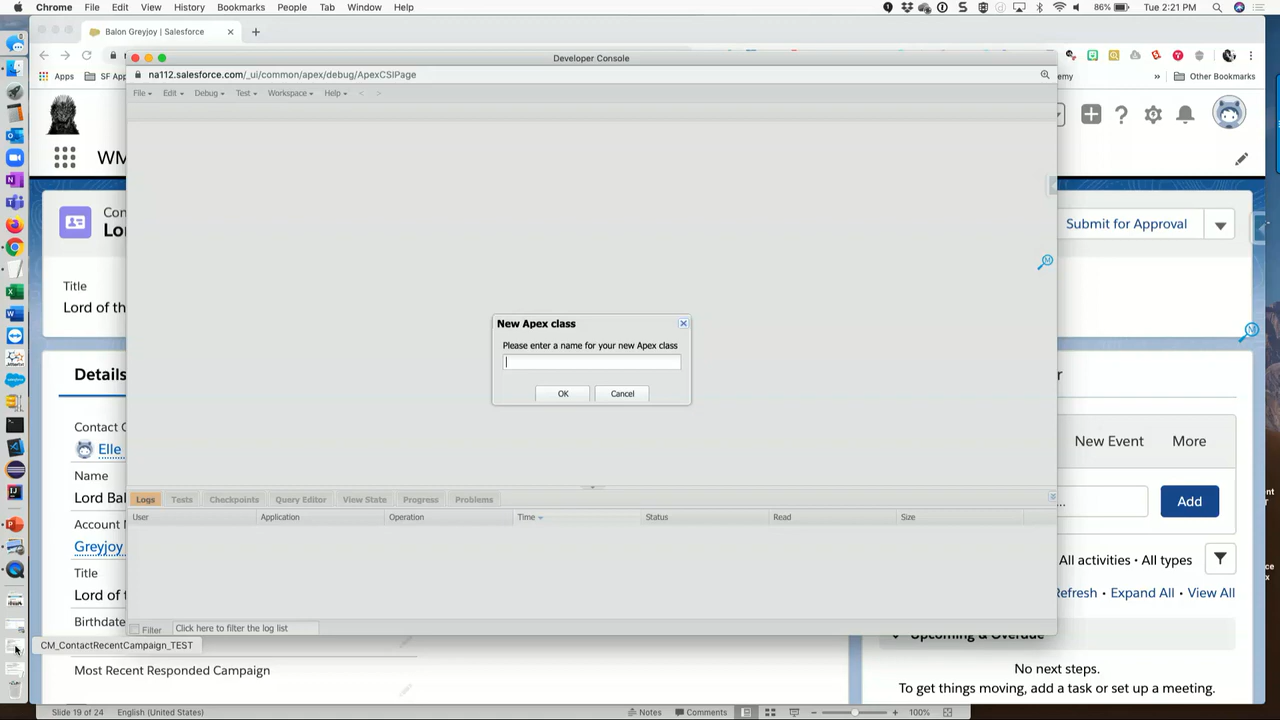 Chrome File Edit View History Bookmarks People Tab Window Help 86% Tue 2:21 PM
Balon Greyjoy | Salesforce
Developer Console
na112.salesforce.com/_ui/common/apex/debug/ApexCSIPage
Apps SF App
Other Bookmarks
File Edit Debug Test Workspace Help < >
WM
Con
Lo
Submit for Approval
Title
Lord of th
New Apex class
Please enter a name for your new Apex class
OK Cancel
Details
Contact O
Elle
New Event More
Name
Lord Bal
Logs Tests Checkpoints Query Editor View State Progress Problems
Add
User Application Operation Time Status Read Size
Account N
Greyjoy
All activities • All types
Title
Lord of t
Refresh • Expand All • View All
Birthdate
Filter Click here to filter the log list
Upcoming & Overdue
CM_ContactRecentCampaign_TEST
Most Recent Responded Campaign
No next steps.
To get things moving, add a task or set up a meeting.
Slide 19 of 24 English (United States) Notes Comments 100%